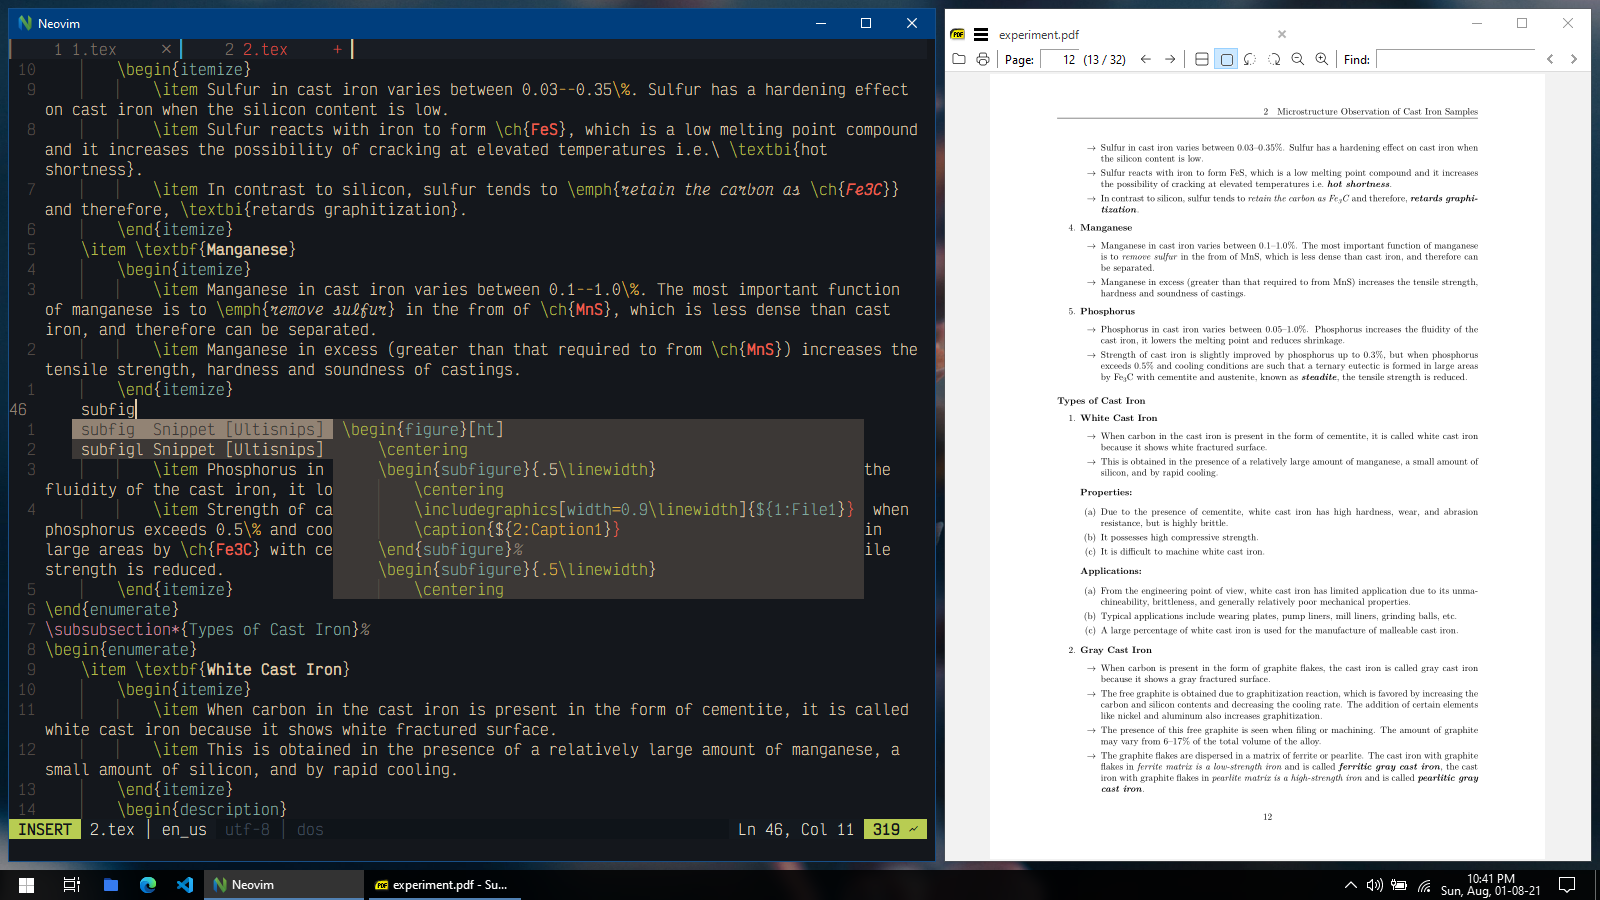 Neovim
1 1.tex × 2 2.tex +
10 \begin{itemize}
9 \item Sulfur in cast iron varies between 0.03--0.35\%. Sulfur has a hardening effect
on cast iron when the silicon content is low.
8 \item Sulfur reacts with iron to form \ch{FeS}, which is a low melting point compound
and it increases the possibility of cracking at elevated temperatures i.e.\ \textbi{hot
shortness}.
7 \item In contrast to silicon, sulfur tends to \emph{retain the carbon as \ch{Fe3C}}
and therefore, \textbi{retards graphitization}.
6 \end{itemize}
5 \item \textbf{Manganese}
4 \begin{itemize}
3 \item Manganese in cast iron varies between 0.1--1.0\%. The most important function
of manganese is to \emph{remove sulfur} in the from of \ch{MnS}, which is less dense than cast
iron, and therefore can be separated.
2 \item Manganese in excess (greater than that required to from \ch{MnS}) increases the
tensile strength, hardness and soundness of castings.
1 \end{itemize}
46 subfig
1 subfig Snippet [Ultisnips] \begin{figure}[ht]
2 subfigl Snippet [Ultisnips] \centering
3 \item Phosphorus in \begin{subfigure}{.5\linewidth} the
fluidity of the cast iron, it lo \centering
4 \item Strength of ca \includegraphics[width=0.9\linewidth]{${1:File1}} when
phosphorus exceeds 0.5\% and coo \caption{${2:Caption1}} in
large areas by \ch{Fe3C} with ce \end{subfigure}% ile
strength is reduced. \begin{subfigure}{.5\linewidth}
5 \end{itemize} \centering
6 \end{enumerate}
7 \subsubsection*{Types of Cast Iron}%
8 \begin{enumerate}
9 \item \textbf{White Cast Iron}
10 \begin{itemize}
11 \item When carbon in the cast iron is present in the form of cementite, it is called
white cast iron because it shows white fractured surface.
12 \item This is obtained in the presence of a relatively large amount of manganese, a
small amount of silicon, and by rapid cooling.
13 \end{itemize}
14 \begin{description}
INSERT 2.tex | en_us utf-8 | dos Ln 46, Col 11 319
PDF experiment.pdf ×
Page: 12 (13 / 32) Find:
2 Microstructure Observation of Cast Iron Samples
→ Sulfur in cast iron varies between 0.03–0.35%. Sulfur has a hardening effect on cast iron when
the silicon content is low.
→ Sulfur reacts with iron to form FeS, which is a low melting point compound and it increases
the possibility of cracking at elevated temperatures i.e. hot shortness.
→ In contrast to silicon, sulfur tends to retain the carbon as Fe3C and therefore, retards graphi-
tization.
4. Manganese
→ Manganese in cast iron varies between 0.1–1.0%. The most important function of manganese
is to remove sulfur in the from of MnS, which is less dense than cast iron, and therefore can
be separated.
→ Manganese in excess (greater than that required to from MnS) increases the tensile strength,
hardness and soundness of castings.
5. Phosphorus
→ Phosphorus in cast iron varies between 0.05–1.0%. Phosphorus increases the fluidity of the
cast iron, it lowers the melting point and reduces shrinkage.
→ Strength of cast iron is slightly improved by phosphorus up to 0.3%, but when phosphorus
exceeds 0.5% and cooling conditions are such that a ternary eutectic is formed in large areas
by Fe3C with cementite and austenite, known as steadite, the tensile strength is reduced.
Types of Cast Iron
1. White Cast Iron
→ When carbon in the cast iron is present in the form of cementite, it is called white cast iron
because it shows white fractured surface.
→ This is obtained in the presence of a relatively large amount of manganese, a small amount of
silicon, and by rapid cooling.
Properties:
(a) Due to the presence of cementite, white cast iron has high hardness, wear, and abrasion
resistance, but is highly brittle.
(b) It possesses high compressive strength.
(c) It is difficult to machine white cast iron.
Applications:
(a) From the engineering point of view, white cast iron has limited application due to its unma-
chineability, brittleness, and generally relatively poor mechanical properties.
(b) Typical applications include wearing plates, pump liners, mill liners, grinding balls, etc.
(c) A large percentage of white cast iron is used for the manufacture of malleable cast iron.
2. Gray Cast Iron
→ When carbon is present in the form of graphite flakes, the cast iron is called gray cast iron
because it shows a gray fractured surface.
→ The free graphite is obtained due to graphitization reaction, which is favored by increasing the
carbon and silicon contents and decreasing the cooling rate. The addition of certain elements
like nickel and aluminum also increases graphitization.
→ The presence of this free graphite is seen when filing or machining. The amount of graphite
may vary from 6–17% of the total volume of the alloy.
→ The graphite flakes are dispersed in a matrix of ferrite or pearlite. The cast iron with graphite
flakes in ferrite matrix is a low-strength iron and is called ferritic gray cast iron, the cast
iron with graphite flakes in pearlite matrix is a high-strength iron and is called pearlitic gray
cast iron.
12
Neovim
PDF experiment.pdf - Su...
10:41 PM
Sun, Aug, 01-08-21